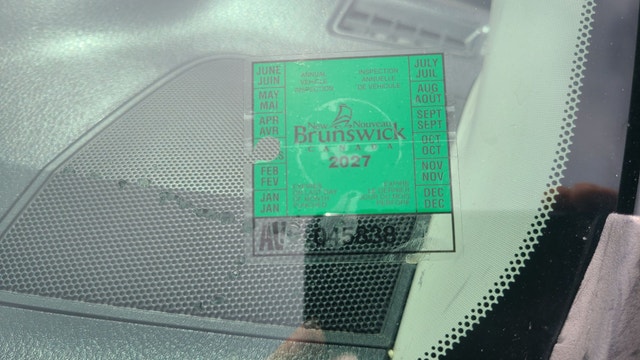 JUNE
JUIN
MAY
MAI
APR
AVR
FEB
FEV
JAN
JAN
ANNUAL
VEHICLE
INSPECTION
INSPECTION
ANNUELLE
DE VÉHICULE
New Nouveau
Brunswick
CANADA
2027
JULY
JUIL
AUG
AOUT
SEPT
SEPT
OCT
OCT
NOV
NOV
DEC
DEC